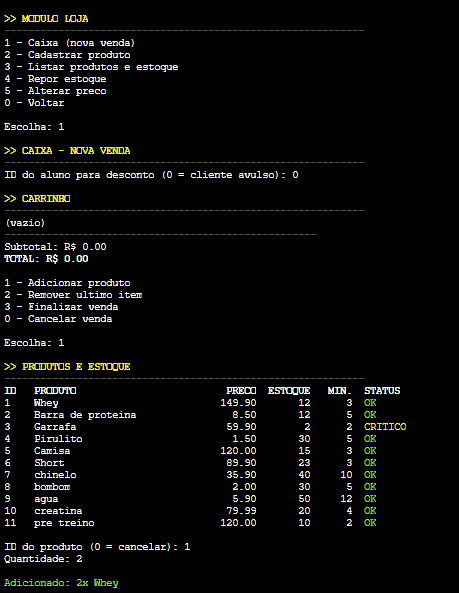 >> MODULO LOJA
1 - Caixa (nova venda)
2 - Cadastrar produto
3 - Listar produtos e estoque
4 - Repor estoque
5 - Alterar preco
0 - Voltar
Escolha: 1
>> CAIXA - NOVA VENDA
ID do aluno para desconto (0 = cliente avulso): 0
>> CARRINHO
(vazio)
Subtotal: R$ 0.00
TOTAL: R$ 0.00
1 - Adicionar produto
2 - Remover ultimo item
3 - Finalizar venda
0 - Cancelar venda
Escolha: 1
>> PRODUTOS E ESTOQUE
ID PRODUTO PRECO ESTOQUE MIN. STATUS
1 Whey 149.90 12 3 OK
2 Barra de proteina 8.50 12 5 OK
3 Garrafa 59.90 2 2 CRITICO
4 Pirulito 1.50 30 5 OK
5 Camisa 120.00 15 3 OK
6 Short 89.90 23 3 OK
7 chinelo 35.90 40 10 OK
8 bombom 2.00 30 5 OK
9 agua 5.90 50 12 OK
10 creatina 79.99 20 4 OK
11 pre treino 120.00 10 2 OK
ID do produto (0 = cancelar): 1
Quantidade: 2
Adicionado: 2x Whey